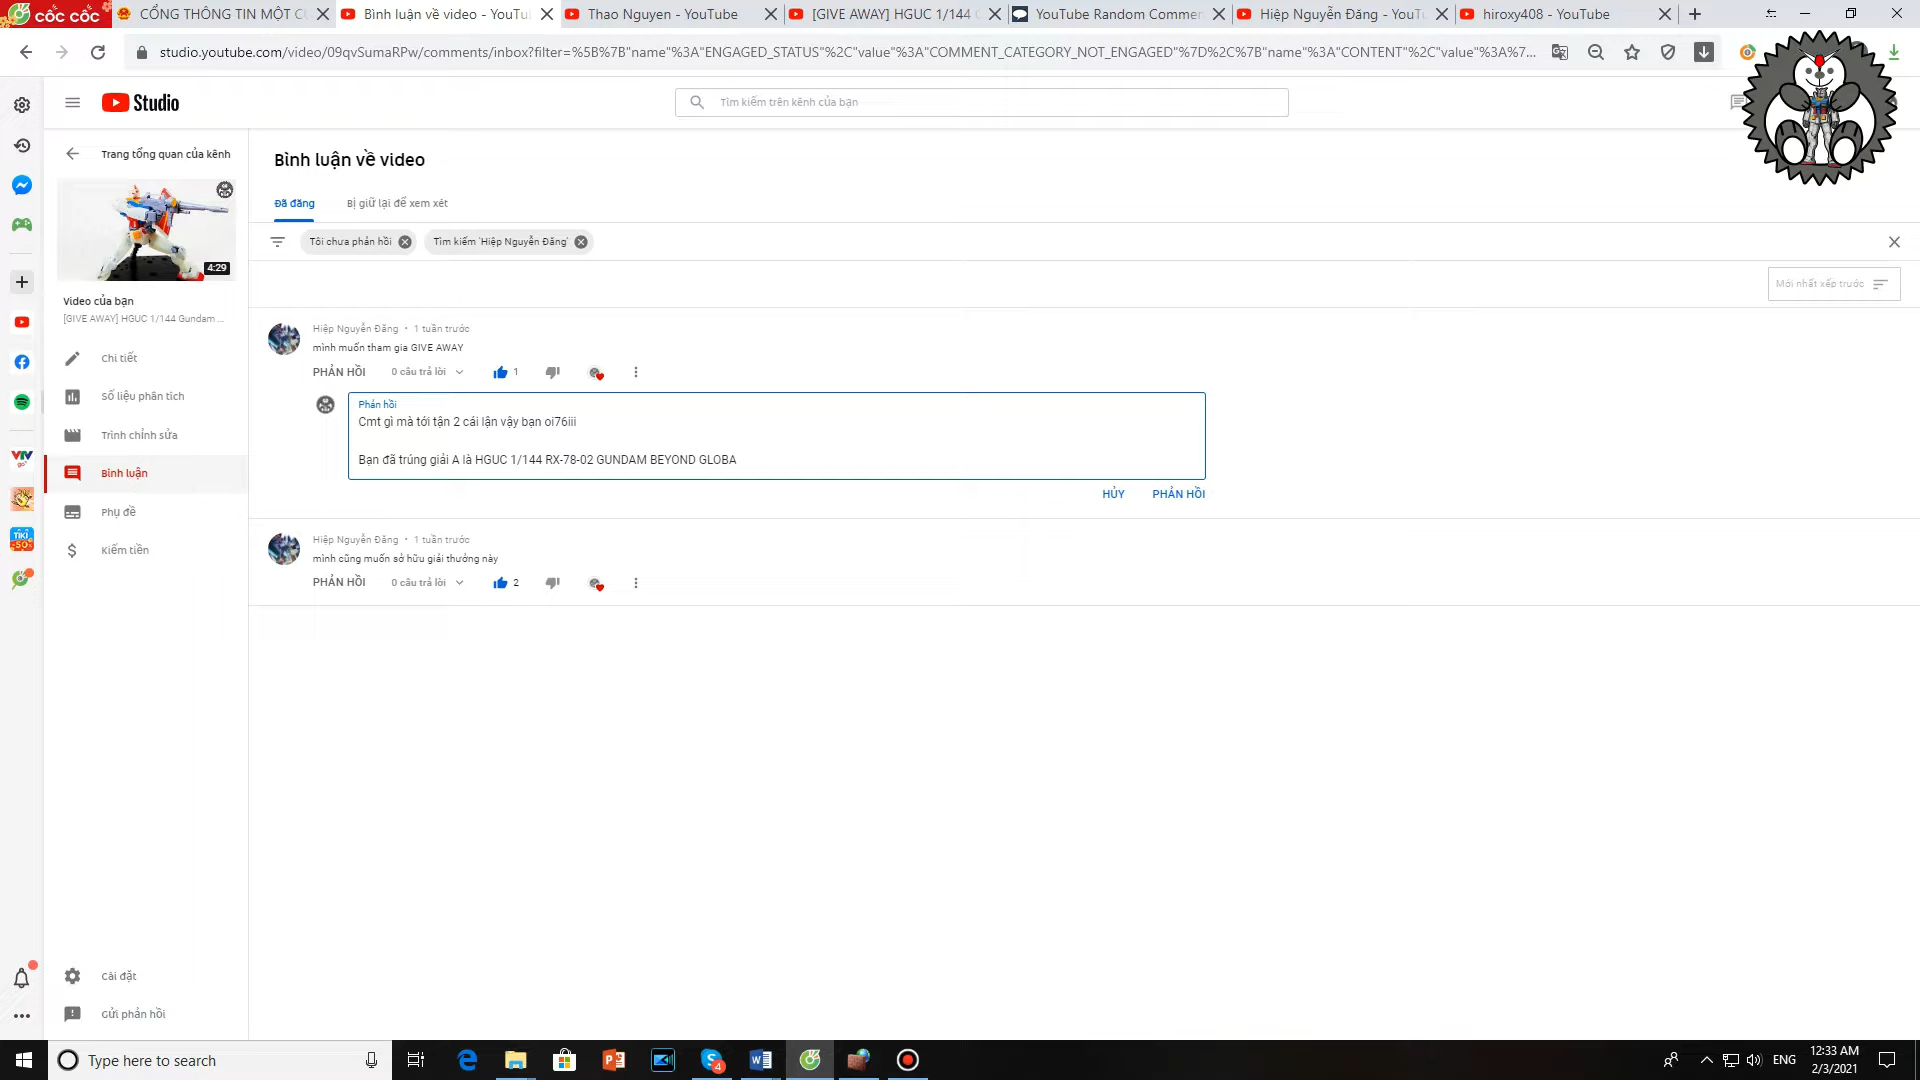 cốc cốc
CỔNG THÔNG TIN MỘT C
Bình luận về video - YouTu
Thao Nguyen - YouTube
[GIVE AWAY] HGUC 1/144 G
YouTube Random Commen
Hiệp Nguyễn Đăng - YouTu
hiroxy408 - YouTube
studio.youtube.com/video/09qvSumaRPw/comments/inbox?filter=%5B%7B"name"%3A"ENGAGED_STATUS"%2C"value"%3A"COMMENT_CATEGORY_NOT_ENGAGED"%7D%2C%7B"name"%3A"CONTENT"%2C"value"%3A%7...
Studio
Tìm kiếm trên kênh của bạn
Trang tổng quan của kênh
4:29
Video của bạn
[GIVE AWAY] HGUC 1/144 Gundam ...
Chi tiết
Số liệu phân tích
Trình chỉnh sửa
Bình luận
Phụ đề
Kiếm tiền
Cài đặt
Gửi phản hồi
Bình luận về video
Đã đăng
Bị giữ lại để xem xét
Tôi chưa phản hồi
Tìm kiếm 'Hiệp Nguyễn Đăng'
Mới nhất xếp trước
Hiệp Nguyễn Đăng • 1 tuần trước
mình muốn tham gia GIVE AWAY
PHẢN HỒI 0 câu trả lời 1
Phản hồi
Cmt gì mà tới tận 2 cái lận vậy bạn oi76iii
Bạn đã trúng giải A là HGUC 1/144 RX-78-02 GUNDAM BEYOND GLOBA
HỦY PHẢN HỒI
Hiệp Nguyễn Đăng • 1 tuần trước
mình cũng muốn sở hữu giải thưởng này
PHẢN HỒI 0 câu trả lời 2
VTV
go
TIKI
-50%
Type here to search
4
ENG
12:33 AM
2/3/2021